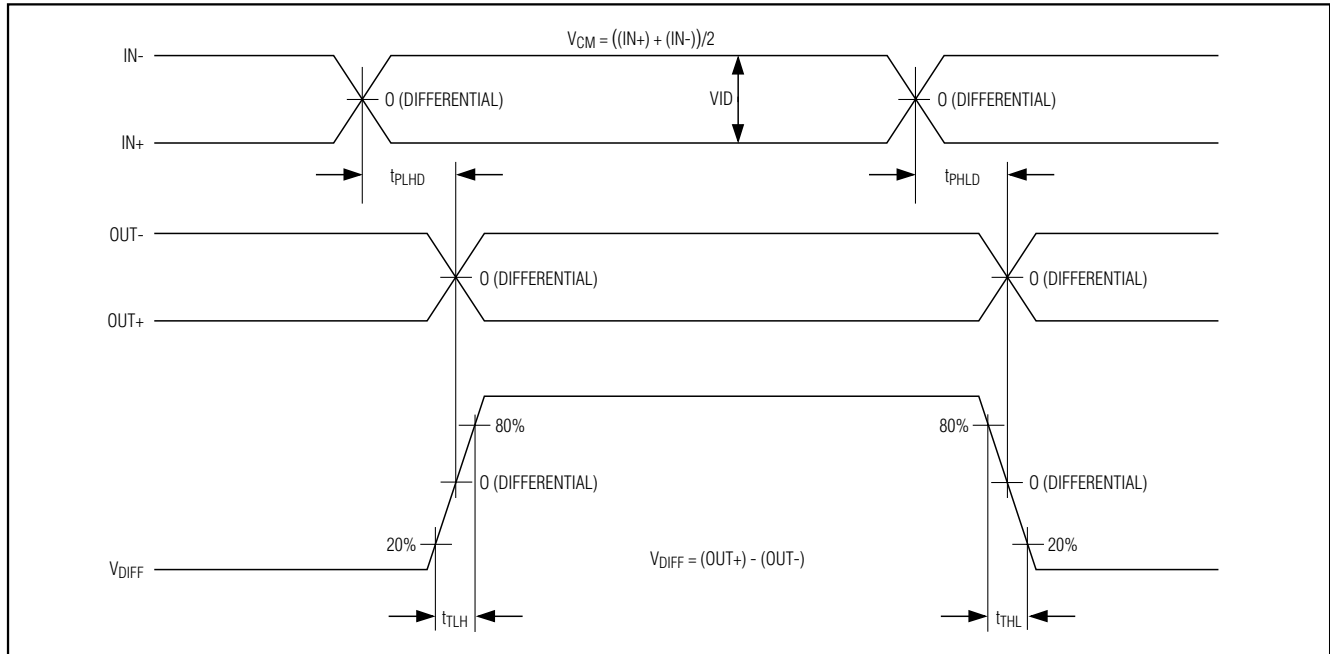 V_CM = ((IN+) + (IN-))/2
IN-
0 (DIFFERENTIAL)
VID
0 (DIFFERENTIAL)
IN+
t_PLHD
t_PHLD
OUT-
0 (DIFFERENTIAL)
0 (DIFFERENTIAL)
OUT+
80%
80%
0 (DIFFERENTIAL)
0 (DIFFERENTIAL)
20%
20%
V_DIFF = (OUT+) - (OUT-)
V_DIFF
t_TLH
t_THL